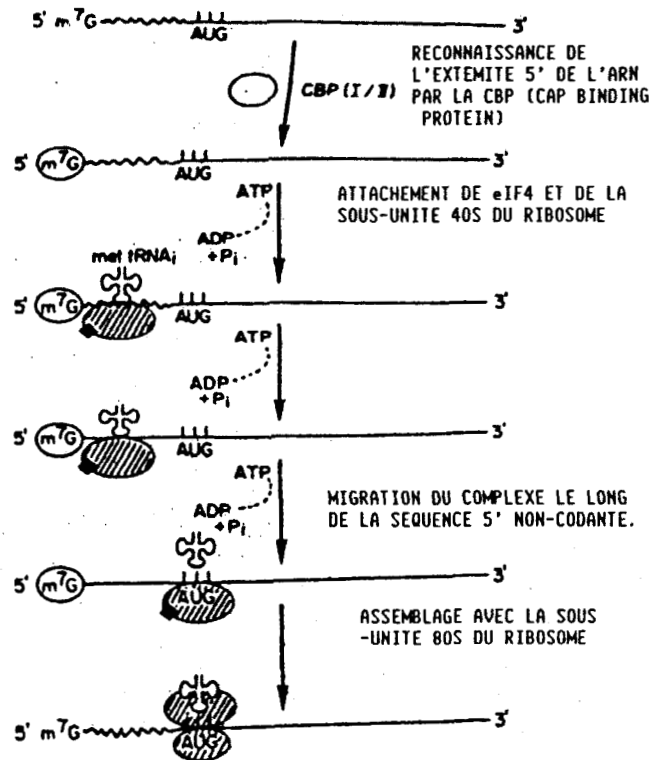 5' m⁷G AUG 3'
CBP (I/II)
RECONNAISSANCE DE
L'EXTEMITE 5' DE L'ARN
PAR LA CBP (CAP BINDING
PROTEIN)
5' m⁷G AUG 3'
ATP
ADP
+Pi
ATTACHEMENT DE eIF4 ET DE LA
SOUS-UNITE 40S DU RIBOSOME
met tRNAi
5' m⁷G AUG 3'
ATP
ADP
+Pi
5' m⁷G AUG 3'
ATP
ADP
+Pi
MIGRATION DU COMPLEXE LE LONG
DE LA SEQUENCE 5' NON-CODANTE.
5' m⁷G AUG 3'
ASSEMBLAGE AVEC LA SOUS
-UNITE 80S DU RIBOSOME
5' m⁷G AUG 3'